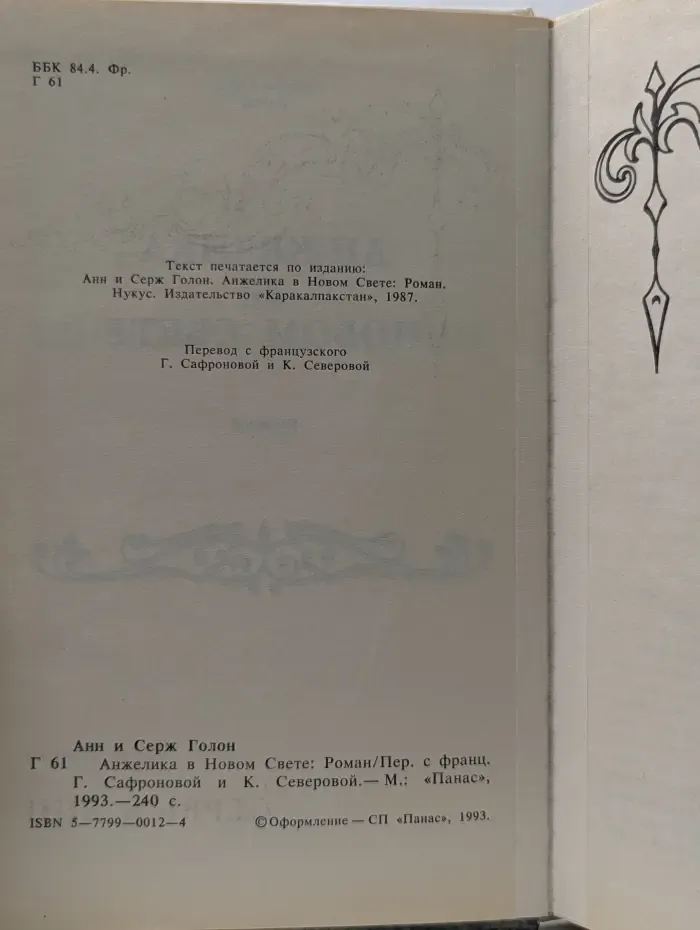 ББК 84.4. Фр.
Г 61
Текст печатается по изданию:
Анн и Серж Голон. Анжелика в Новом Свете: Роман.
Нукус. Издательство «Каракалпакстан», 1987.
Перевод с французского
Г. Сафроновой и К. Северовой
Анн и Серж Голон
Г 61 Анжелика в Новом Свете: Роман/Пер. с франц.
Г. Сафроновой и К. Северовой.— М.: «Панас»,
1993.—240 с.
ISBN 5—7799—0012—4 ©Оформление — СП «Панас», 1993.